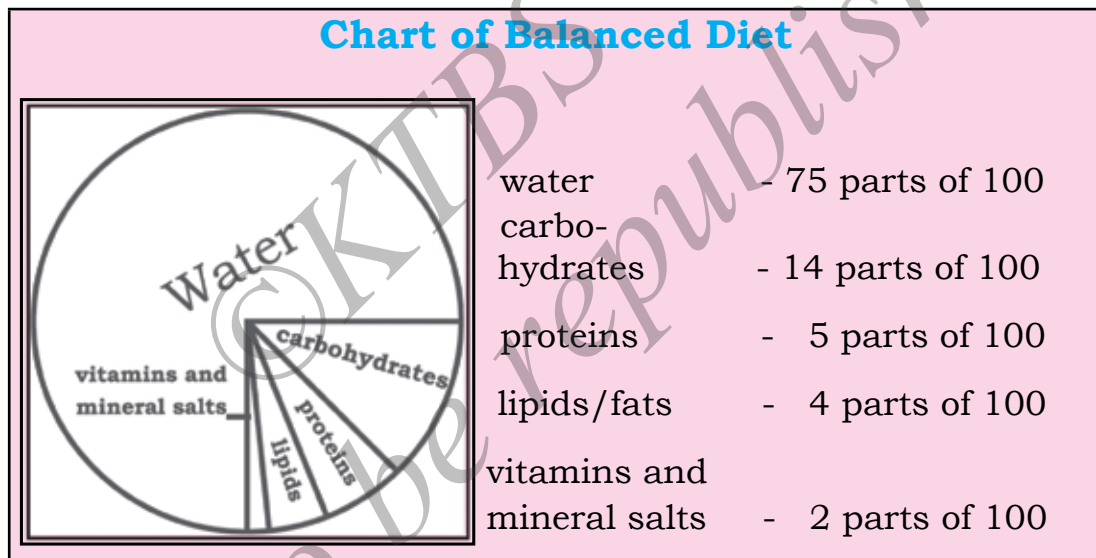 Chart of Balanced Diet
Water
carbohydrates
vitamins and
mineral salts
proteins
lipids
water - 75 parts of 100
carbo-
hydrates - 14 parts of 100
proteins - 5 parts of 100
lipids/fats - 4 parts of 100
vitamins and
mineral salts - 2 parts of 100
©KTBS
be republish